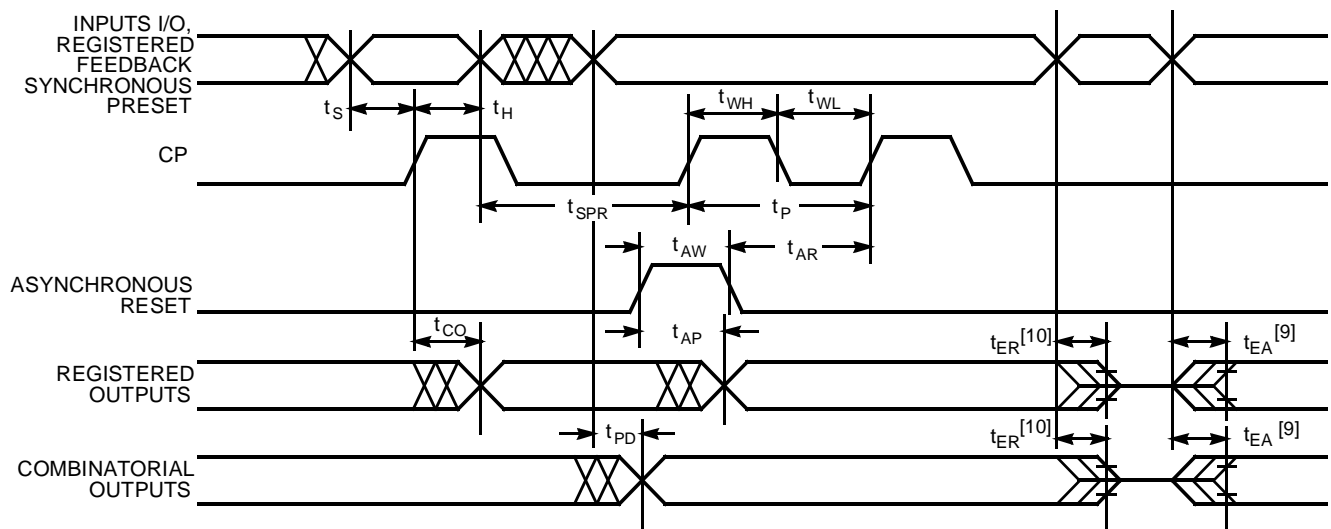 INPUTS I/O,
REGISTERED
FEEDBACK
SYNCHRONOUS
PRESET
tS
tH
tWH
tWL
CP
tSPR
tP
tAW
tAR
ASYNCHRONOUS
RESET
tCO
tAP
tER[10]
tEA[9]
REGISTERED
OUTPUTS
tPD
tER[10]
tEA[9]
COMBINATORIAL
OUTPUTS